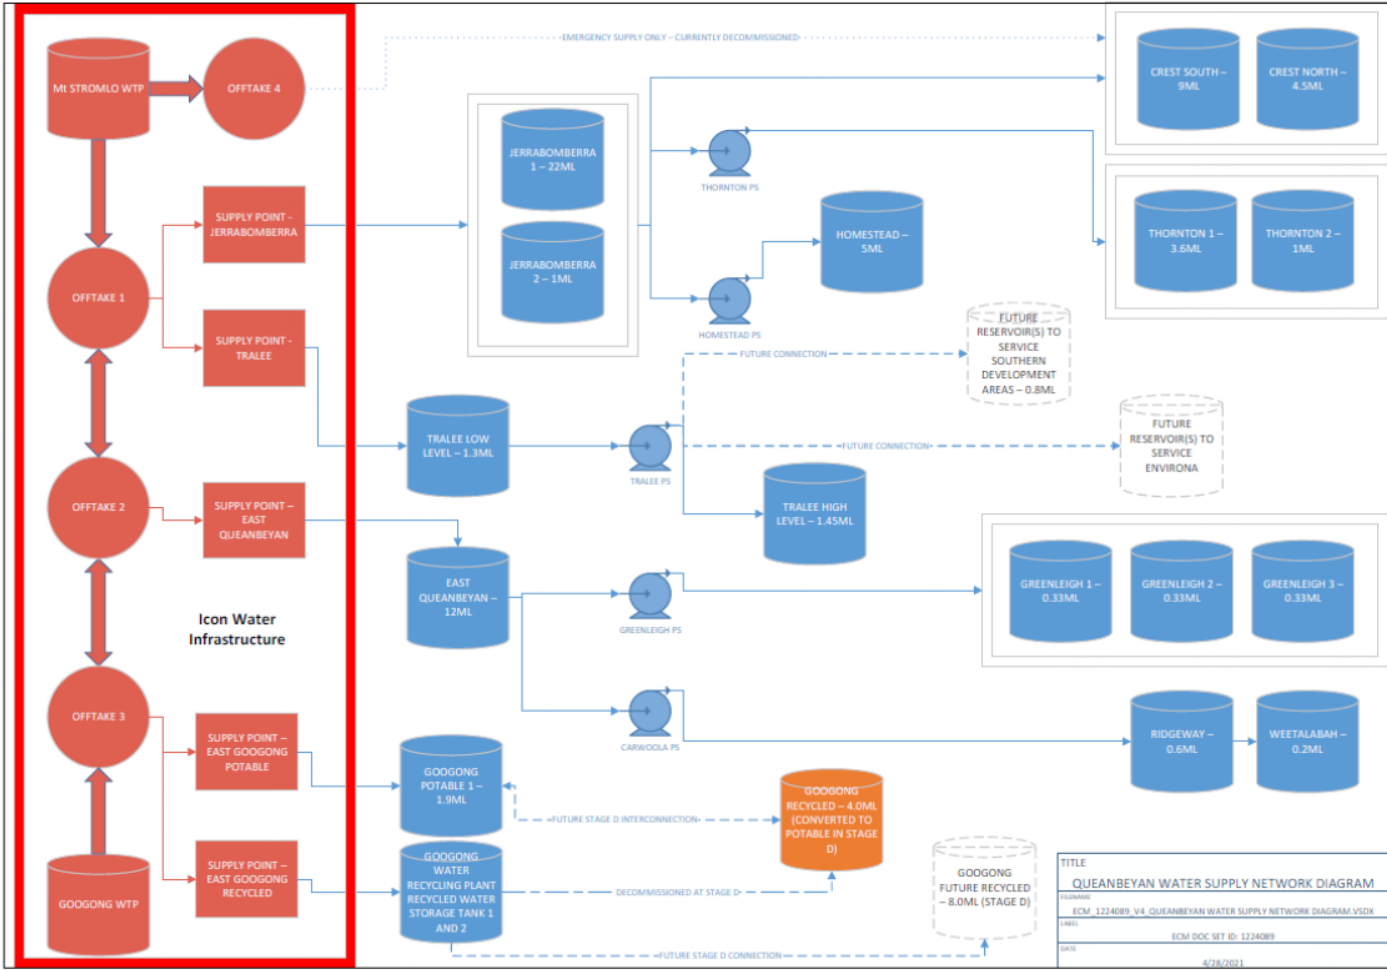 EMERGENCY SUPPLY ONLY – CURRENTLY DECOMMISSIONED
Mt STROMLO WTP
OFFTAKE 4
CREST SOUTH –
9ML
CREST NORTH –
4.5ML
JERRABOMBERRA
1 – 22ML
THORNTON PS
SUPPLY POINT -
JERRABOMBERRA
JERRABOMBERRA
2 – 1ML
HOMESTEAD –
5ML
THORNTON 1 –
3.6ML
THORNTON 2 –
1ML
OFFTAKE 1
HOMESTEAD PS
SUPPLY POINT -
TRALEE
FUTURE CONNECTION
FUTURE
RESERVOIR(S) TO
SERVICE
SOUTHERN
DEVELOPMENT
AREAS – 0.8ML
TRALEE LOW
LEVEL – 1.3ML
TRALEE PS
FUTURE CONNECTION
FUTURE
RESERVOIR(S) TO
SERVICE
ENVIRONA
OFFTAKE 2
SUPPLY POINT –
EAST
QUEANBEYAN
TRALEE HIGH
LEVEL – 1.45ML
EAST
QUEANBEYAN –
12ML
GREENLEIGH PS
GREENLEIGH 1 –
0.33ML
GREENLEIGH 2 –
0.33ML
GREENLEIGH 3 –
0.33ML
Icon Water
Infrastructure
OFFTAKE 3
SUPPLY POINT –
EAST GOOGONG
POTABLE
CARWOOLA PS
RIDGEWAY –
0.6ML
WEETALABAH –
0.2ML
GOOGONG
POTABLE 1 –
1.9ML
FUTURE STAGE D INTERCONNECTION
GOOGONG
RECYCLED – 4.0ML
(CONVERTED TO
POTABLE IN STAGE
D)
GOOGONG WTP
SUPPLY POINT –
EAST GOOGONG
RECYCLED
GOOGONG
WATER
RECYCLING PLANT
RECYCLED WATER
STORAGE TANK 1
AND 2
DECOMMISSIONED AT STAGE D
GOOGONG
FUTURE RECYCLED
– 8.0ML (STAGE D)
FUTURE STAGE D CONNECTION
TITLE
QUEANBEYAN WATER SUPPLY NETWORK DIAGRAM
FILENAME
ECM_1224089_V4_QUEANBEYAN WATER SUPPLY NETWORK DIAGRAM.VSDX
LABEL
ECM DOC SET ID: 1224089
DATE
4/28/2021